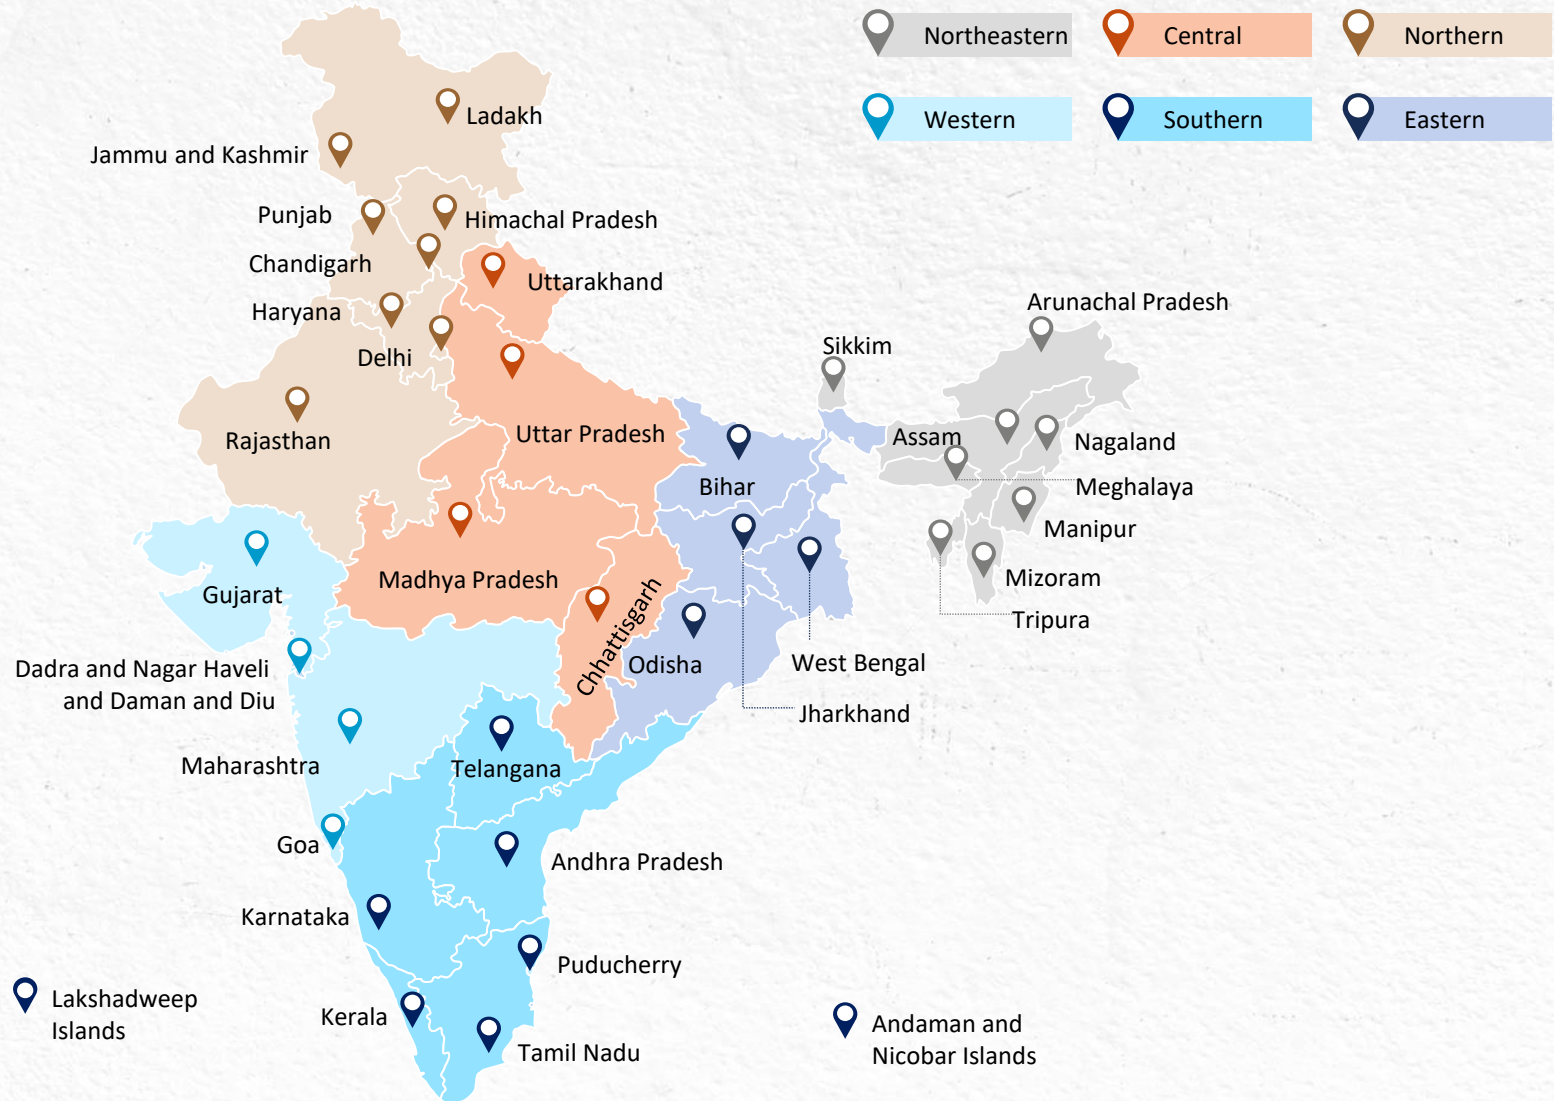 Northeastern
Central
Northern
Western
Southern
Eastern
Ladakh
Jammu and Kashmir
Punjab
Himachal Pradesh
Chandigarh
Uttarakhand
Haryana
Arunachal Pradesh
Delhi
Sikkim
Rajasthan
Uttar Pradesh
Assam
Nagaland
Bihar
Meghalaya
Manipur
Madhya Pradesh
Mizoram
Gujarat
Chhattisgarh
Tripura
Dadra and Nagar Haveli
and Daman and Diu
Odisha
West Bengal
Jharkhand
Maharashtra
Telangana
Goa
Andhra Pradesh
Karnataka
Puducherry
Lakshadweep
Islands
Kerala
Andaman and
Nicobar Islands
Tamil Nadu